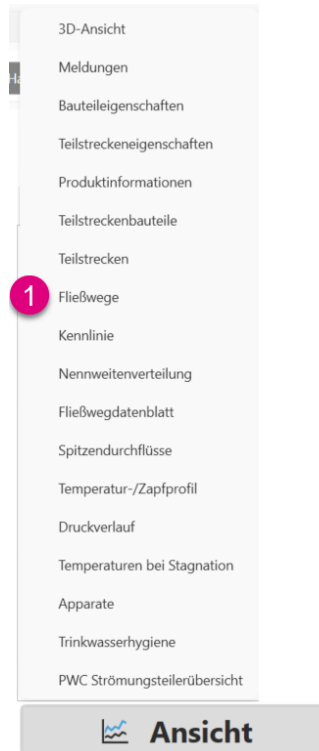 3D-Ansicht
Meldungen
Bauteileigenschaften
Teilstreckeneigenschaften
Produktinformationen
Teilstreckenbauteile
Teilstrecken
1 Fließwege
Kennlinie
Nennweitenverteilung
Fließwegdatenblatt
Spitzendurchflüsse
Temperatur-/Zapfprofil
Druckverlauf
Temperaturen bei Stagnation
Apparate
Trinkwasserhygiene
PWC Strömungsteilerübersicht
Ansicht